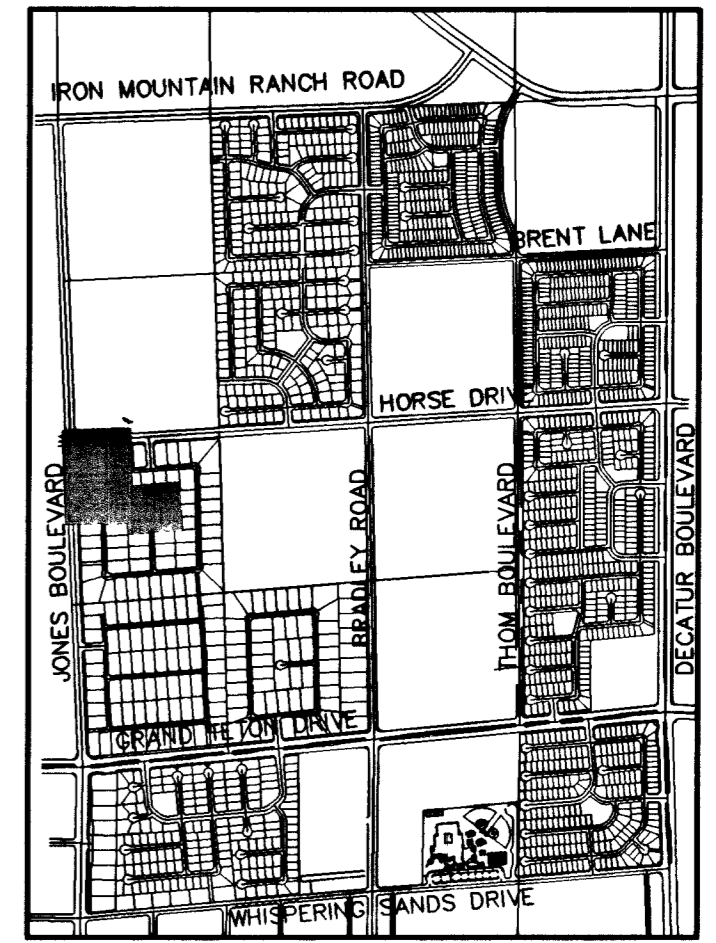 IRON MOUNTAIN RANCH ROAD
BRENT LANE
HORSE DRIVE
JONES BOULEVARD
BRADLEY ROAD
THOM BOULEVARD
DECATUR BOULEVARD
GRAND TETON DRIVE
WHISPERING SANDS DRIVE